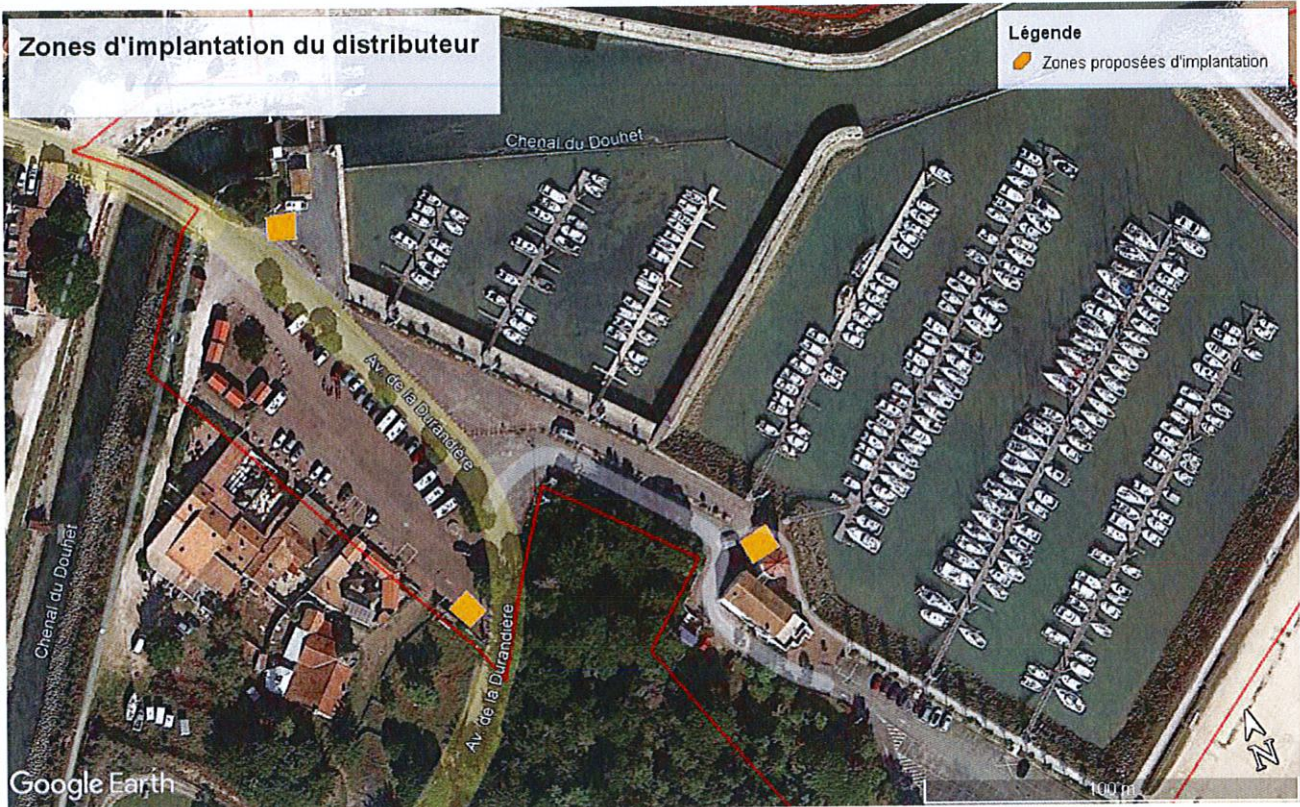 Zones d'implantation du distributeur
Légende
Zones proposées d'implantation
Chenal du Douhet
Av. de la Durandière
Chenal du Douhet
Av. de la Durandière
Google Earth
100 m
N